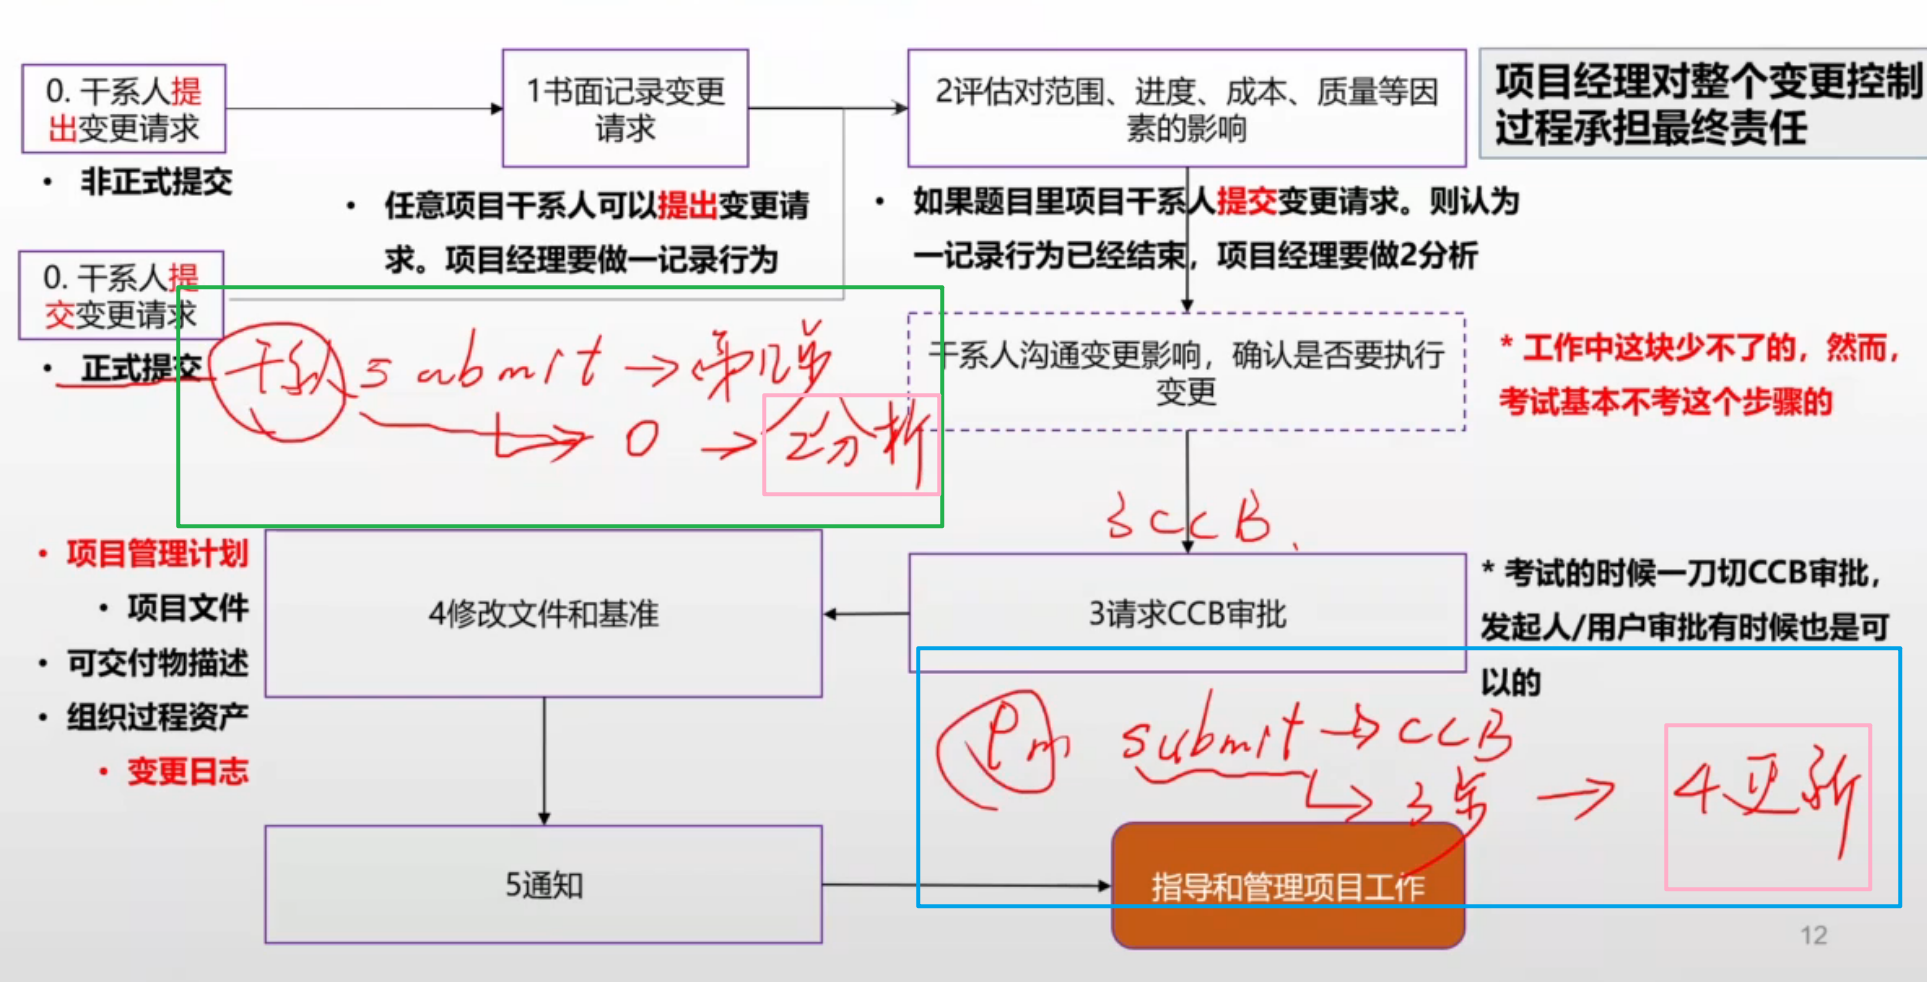 0. 干系人提
出变更请求
• 非正式提交
1书面记录变更
请求
• 任意项目干系人可以提出变更请
求。项目经理要做一记录行为
2评估对范围、进度、成本、质量等因
素的影响
• 如果题目里项目干系人提交变更请求。则认为
一记录行为已经结束，项目经理要做2分析
项目经理对整个变更控制
过程承担最终责任
0. 干系人提
交变更请求
• 正式提交
干系人 submit →
→ 0 → 2分析
干系人沟通变更影响，确认是否要执行
变更
* 工作中这块少不了的，然而，
考试基本不考这个步骤的
3 CCB
3请求CCB审批
* 考试的时候一刀切CCB审批，
发起人/用户审批有时候也是可
以的
Pm submit → CCB
→ 3步 → 4更新
4修改文件和基准
• 项目管理计划
• 项目文件
• 可交付物描述
• 组织过程资产
• 变更日志
5通知
指导和管理项目工作
12